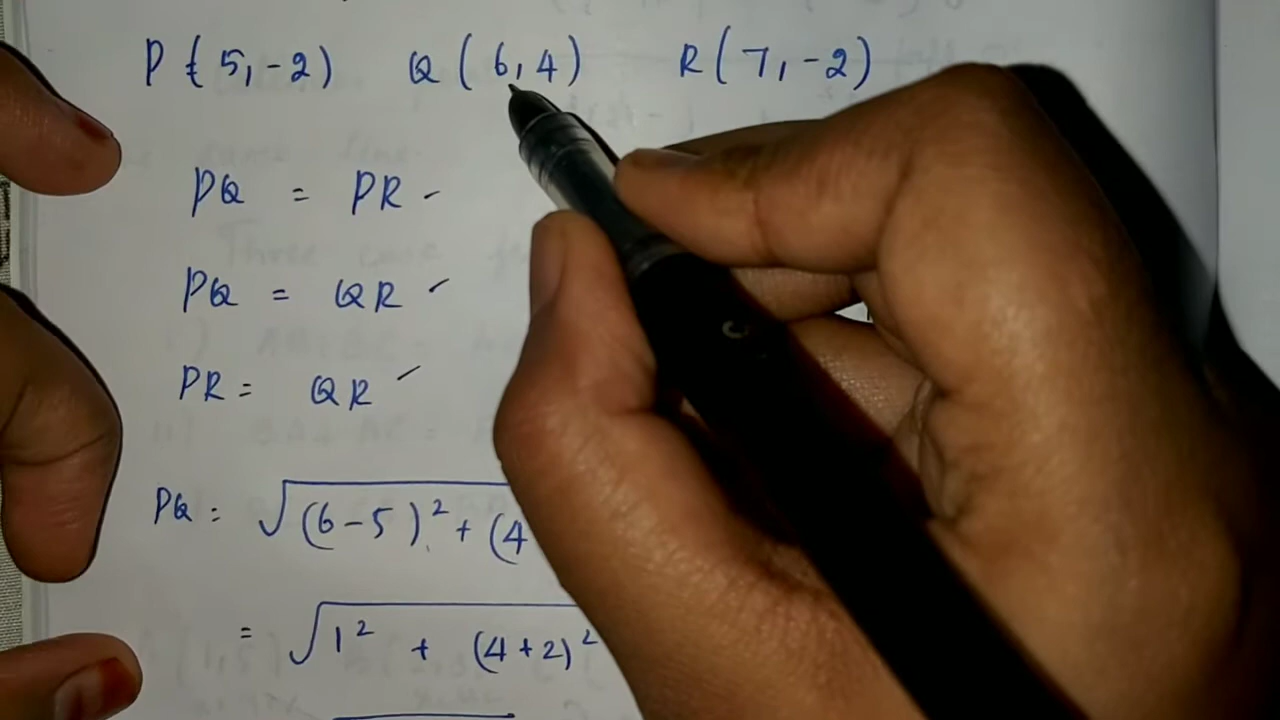 P (5,-2) Q (6,4) R (7,-2)
PQ = PR
PQ = QR
PR = QR
PQ = √(6-5)² + (4
= √1² + (4+2)²